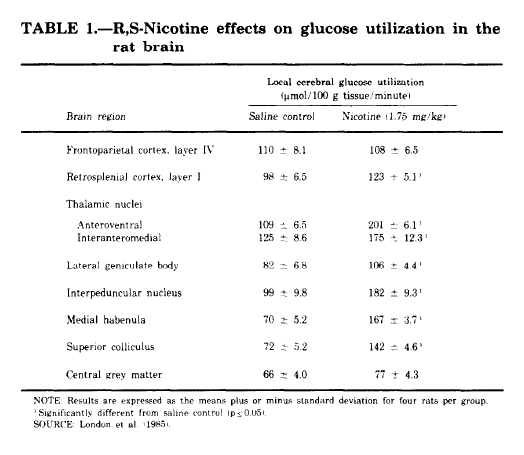 TABLE 1.—R,S-Nicotine effects on glucose utilization in the
rat brain
Local cerebral glucose utilization
(μmol/100 g tissue/minute)
Brain region Saline control Nicotine (1.75 mg/kg)
Frontoparietal cortex, layer IV 110 ± 8.1 108 ± 6.5
Retrosplenial cortex, layer I 98 ± 6.5 123 ± 5.1¹
Thalamic nuclei
Anteroventral 109 ± 6.5 201 ± 6.1¹
Interanteromedial 125 ± 8.6 175 ± 12.3¹
Lateral geniculate body 82 ± 6.8 106 ± 4.4¹
Interpeduncular nucleus 99 ± 9.8 182 ± 9.3¹
Medial habenula 70 ± 5.2 167 ± 3.7¹
Superior colliculus 72 ± 5.2 142 ± 4.6¹
Central grey matter 66 ± 4.0 77 ± 4.3
NOTE: Results are expressed as the means plus or minus standard deviation for four rats per group.
¹ Significantly different from saline control (p≤0.05).
SOURCE: London et al. (1985).